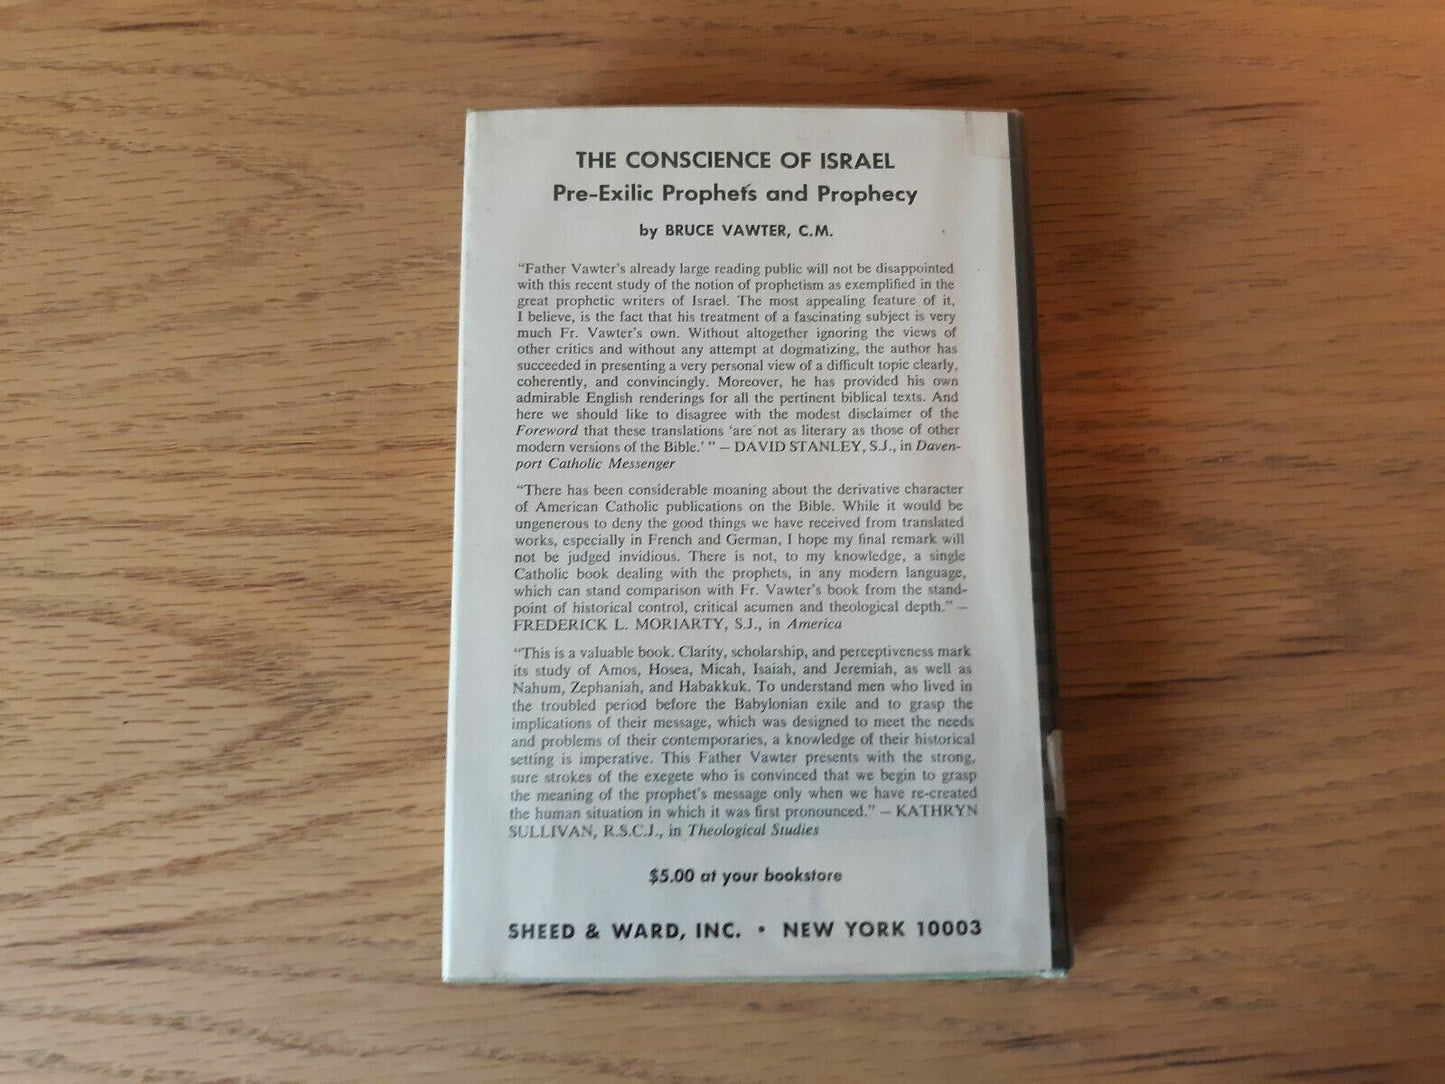 THE CONSCIENCE OF ISRAEL
Pre-Exilic Prophets and Prophecy
by BRUCE VAWTER, C.M.
"Father Vawter's already large reading public will not be disappointed
with this recent study of the notion of prophetism as exemplified in the
great prophetic writers of Israel. The most appealing feature of it,
I believe, is the fact that his treatment of a fascinating subject is very
much Fr. Vawter's own. Without altogether ignoring the views of
other critics and without any attempt at dogmatizing, the author has
succeeded in presenting a very personal view of a difficult topic clearly,
coherently, and convincingly. Moreover, he has provided his own
admirable English renderings for all the pertinent biblical texts. And
here we should like to disagree with the modest disclaimer of the
Foreword that these translations 'are not as literary as those of other
modern versions of the Bible.' " – DAVID STANLEY, S.J., in Daven-
port Catholic Messenger
"There has been considerable moaning about the derivative character
of American Catholic publications on the Bible. While it would be
ungenerous to deny the good things we have received from translated
works, especially in French and German, I hope my final remark will
not be judged invidious. There is not, to my knowledge, a single
Catholic book dealing with the prophets, in any modern language,
which can stand comparison with Fr. Vawter's book from the stand-
point of historical control, critical acumen and theological depth." –
FREDERICK L. MORIARTY, S.J., in America
"This is a valuable book. Clarity, scholarship, and perceptiveness mark
its study of Amos, Hosea, Micah, Isaiah, and Jeremiah, as well as
Nahum, Zephaniah, and Habakkuk. To understand men who lived in
the troubled period before the Babylonian exile and to grasp the
implications of their message, which was designed to meet the needs
and problems of their contemporaries, a knowledge of their historical
setting is imperative. This Father Vawter presents with the strong,
sure strokes of the exegete who is convinced that we begin to grasp
the meaning of the prophet's message only when we have re-created
the human situation in which it was first pronounced." – KATHRYN
SULLIVAN, R.S.C.J., in Theological Studies
$5.00 at your bookstore
SHEED & WARD, INC. • NEW YORK 10003